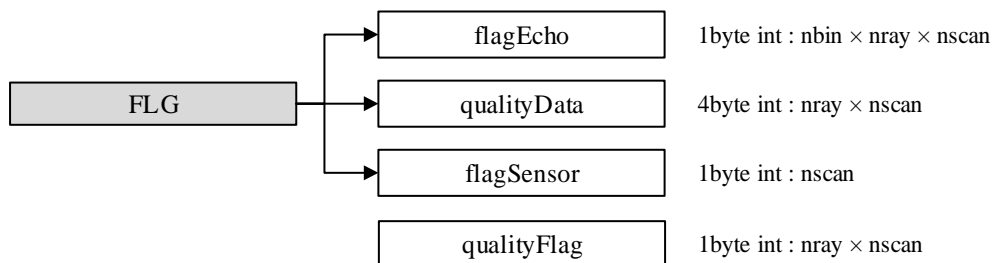 flagEcho 1byte int : nbin × nray × nscan
FLG qualityData 4byte int : nray × nscan
flagSensor 1byte int : nscan
qualityFlag 1byte int : nray × nscan